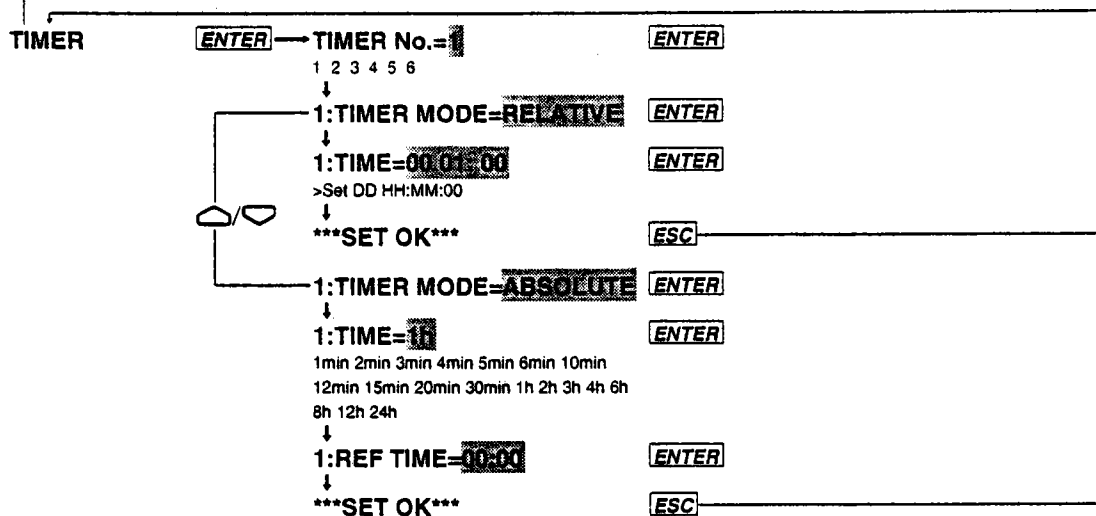 TIMER ENTER TIMER No.=1 ENTER
1 2 3 4 5 6
1:TIMER MODE=RELATIVE ENTER
1:TIME=00 01: 00 ENTER
>Set DD HH:MM:00
/
***SET OK*** ESC
1:TIMER MODE=ABSOLUTE ENTER
1:TIME=1h ENTER
1min 2min 3min 4min 5min 6min 10min
12min 15min 20min 30min 1h 2h 3h 4h 6h
8h 12h 24h
1:REF TIME=00:00 ENTER
***SET OK*** ESC